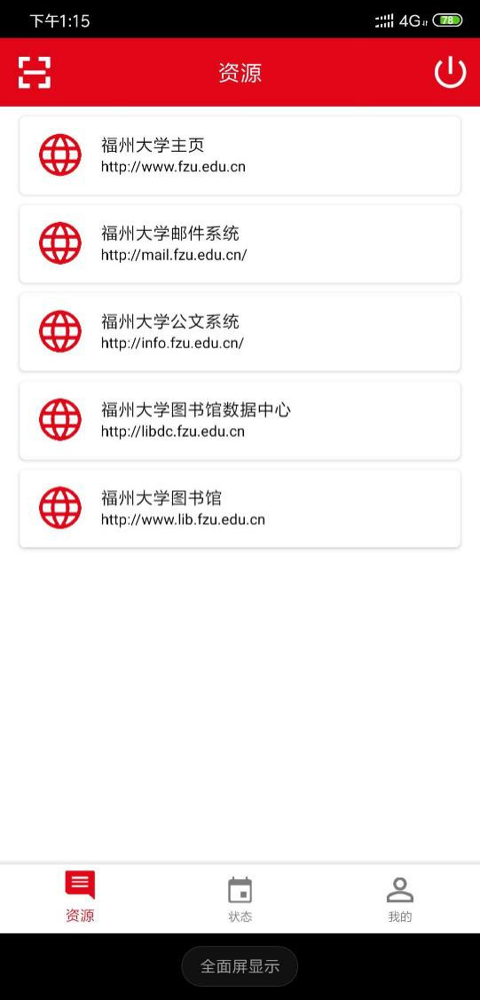 下午1:15
4G
78
资源
福州大学主页
http://www.fzu.edu.cn
福州大学邮件系统
http://mail.fzu.edu.cn/
福州大学公文系统
http://info.fzu.edu.cn/
福州大学图书馆数据中心
http://libdc.fzu.edu.cn
福州大学图书馆
http://www.lib.fzu.edu.cn
资源
状态
我的
全面屏显示